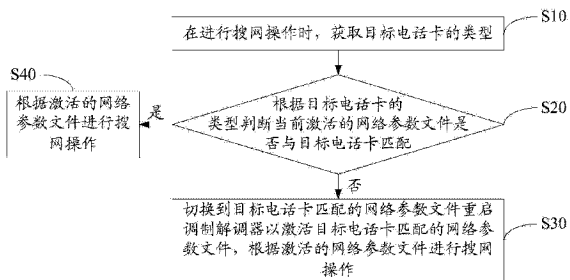 在进行搜网操作时，获取目标电话卡的类型
S10
S40
根据激活的网络
参数文件进行搜
网操作
是
根据目标电话卡的
类型判断当前激活的网络参数文件是
否与目标电话卡匹配
S20
否
切换到目标电话卡匹配的网络参数文件重启
调制解调器以激活目标电话卡匹配的网络参
数文件，根据激活的网络参数文件进行搜网
操作
S30